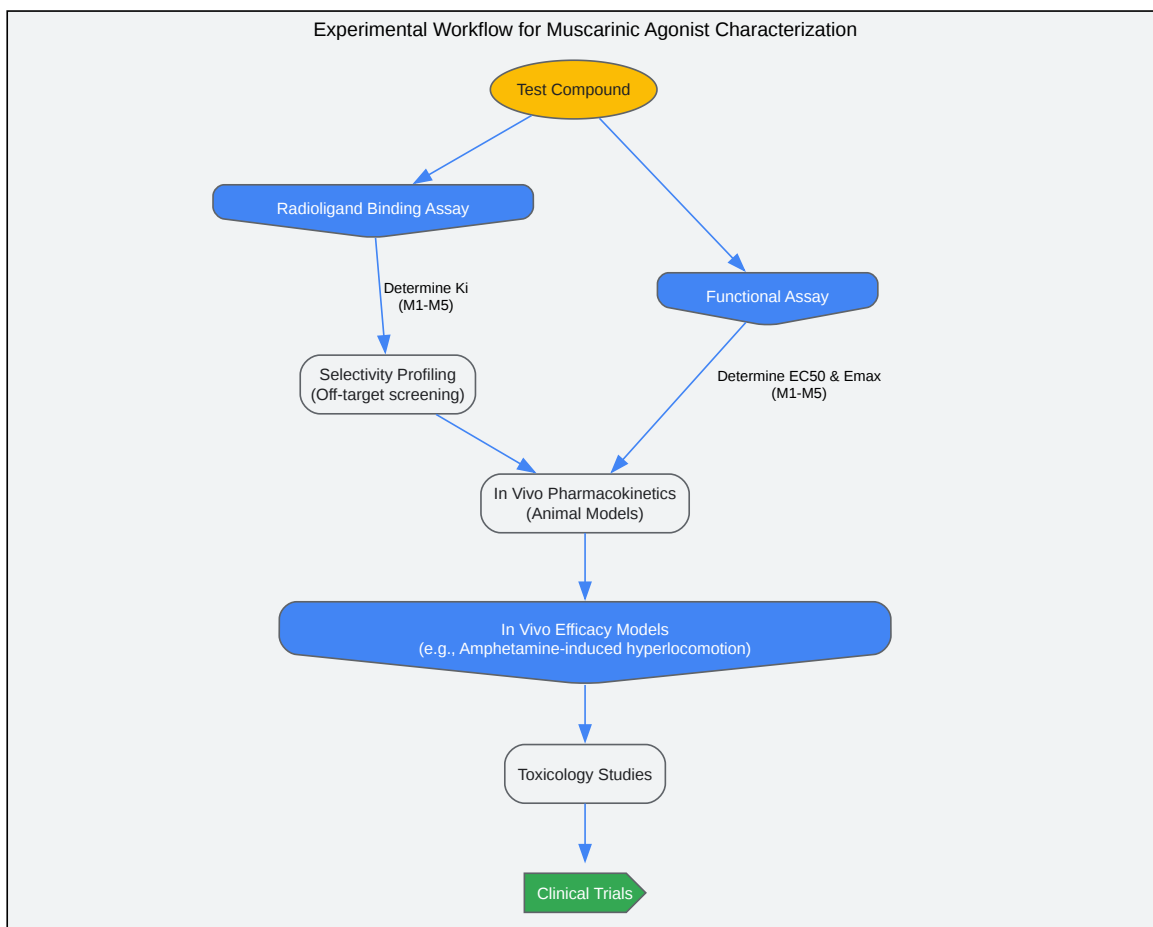 Experimental Workflow for Muscarinic Agonist Characterization
Test Compound
Radioligand Binding Assay
Determine Ki
(M1-M5)
Functional Assay
Selectivity Profiling
(Off-target screening)
Determine EC50 & Emax
(M1-M5)
In Vivo Pharmacokinetics
(Animal Models)
In Vivo Efficacy Models
(e.g., Amphetamine-induced hyperlocomotion)
Toxicology Studies
Clinical Trials